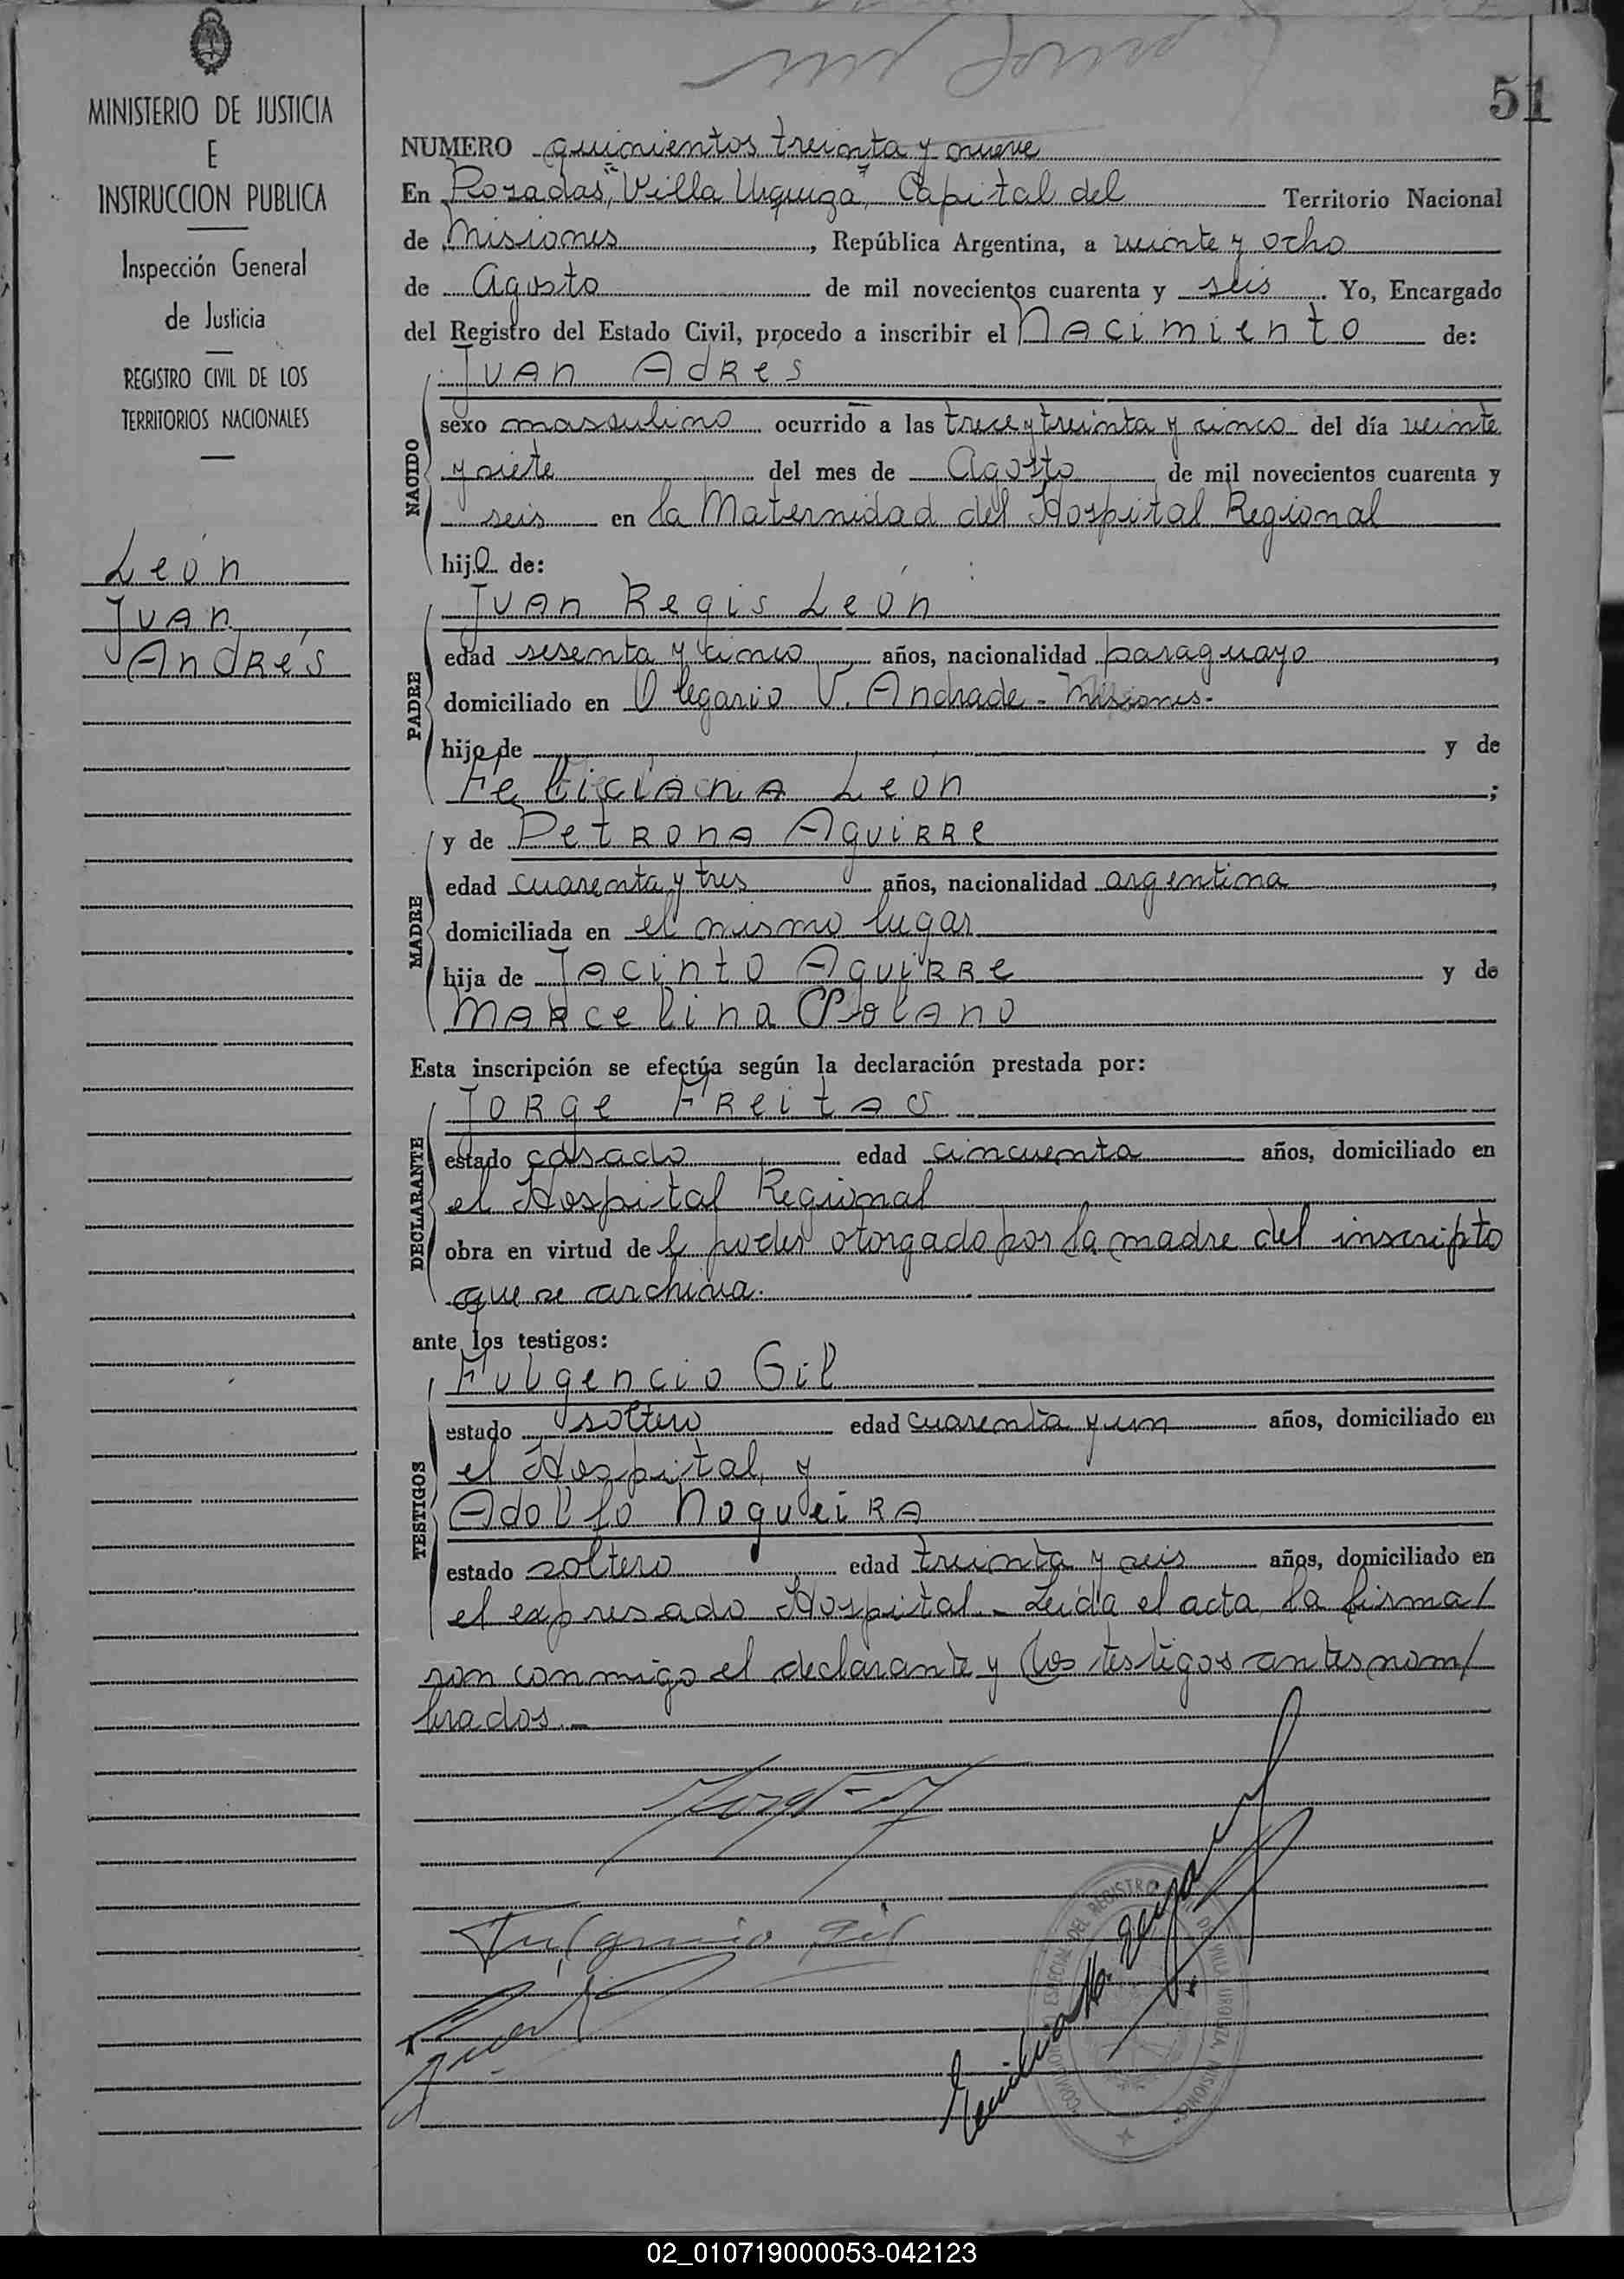 51
MINISTERIO DE JUSTICIA
E
INSTRUCCION PUBLICA
Inspección General
de Justicia
REGISTRO CIVIL DE LOS
TERRITORIOS NACIONALES
León
Juan
Andrés
NUMERO quinientos treinta y nueve
En Posadas, "Villa Urquiza", Capital del Territorio Nacional
de Misiones, República Argentina, a veinte y ocho
de Agosto de mil novecientos cuarenta y seis. Yo, Encargado
del Registro del Estado Civil, procedo a inscribir el Nacimiento de:
NACIDO
Juan Adres
sexo massulino ocurrido a las trece y treinta y cinco del día veinte
y siete del mes de Agosto de mil novecientos cuarenta y
seis en la Maternidad del Hospital Regional
hijo de:
PADRE
Juan Regis León
edad sesenta y cinco años, nacionalidad paraguayo,
domiciliado en Olegario V. Andrade - Misiones-
hijo de y de
Feliciana León;
MADRE
y de Petrona Aguirre
edad cuarenta y tres años, nacionalidad argentina,
domiciliada en el mismo lugar
hija de Jacinto Aguirre y de
Marcelina
Esta inscripción se efectúa según la declaración prestada por:
DECLARANTE
Jorge Freitas
estado casado edad cincuenta años, domiciliado en
el Hospital Regional
obra en virtud del poder otorgado por la madre del inscripto
que se archiva.
ante los testigos:
TESTIGOS
Fulgencio Gil
estado soltero edad cuarenta y un años, domiciliado en
el Hospital, y
Adolfo Nogueira
estado soltero edad treinta y seis años, domiciliado en
el expresado Hospital. - Leída el acta, la firma/
ron conmigo el declarante y los testigos antes nom/
brados. -
Fulgencio Gil
02_010719000053-042123